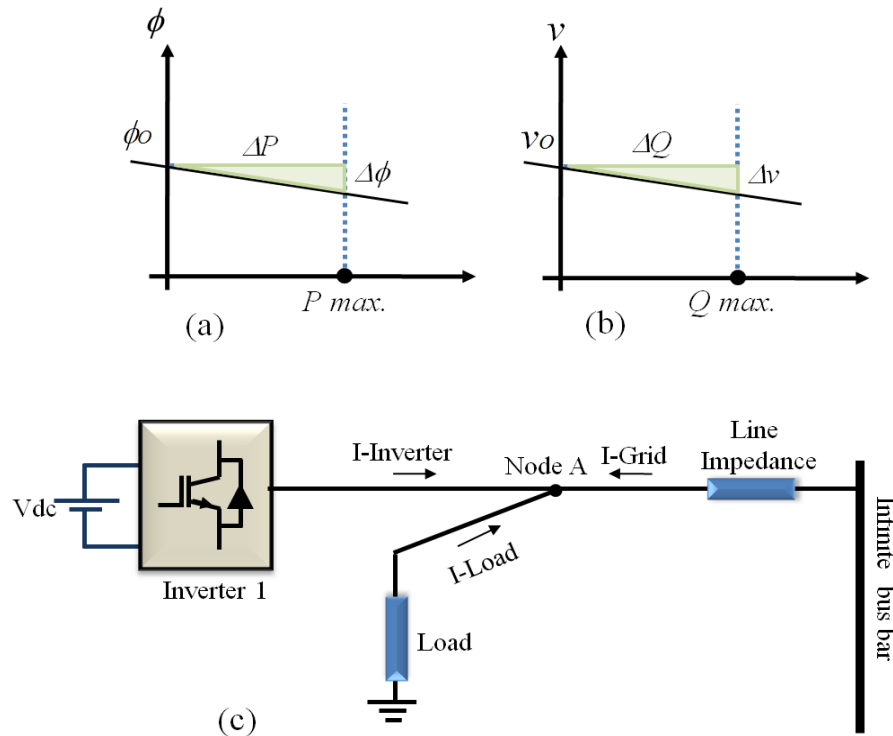 ϕ
ϕo
ΔP
Δϕ
P max.
(a)
v
vo
ΔQ
Δv
Q max.
(b)
Vdc
Inverter 1
I-Inverter
Node A
I-Grid
Line
Impedance
I-Load
Load
Infinite bus bar
(c)